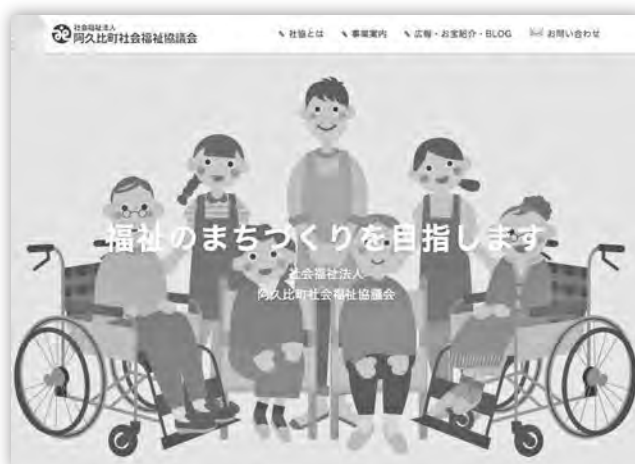 社会福祉法人
阿久比町社会福祉協議会
社協とは 事業案内 広報・お宝紹介・BLOG お問い合わせ
福祉のまちづくりを目指します
社会福祉法人
阿久比町社会福祉協議会